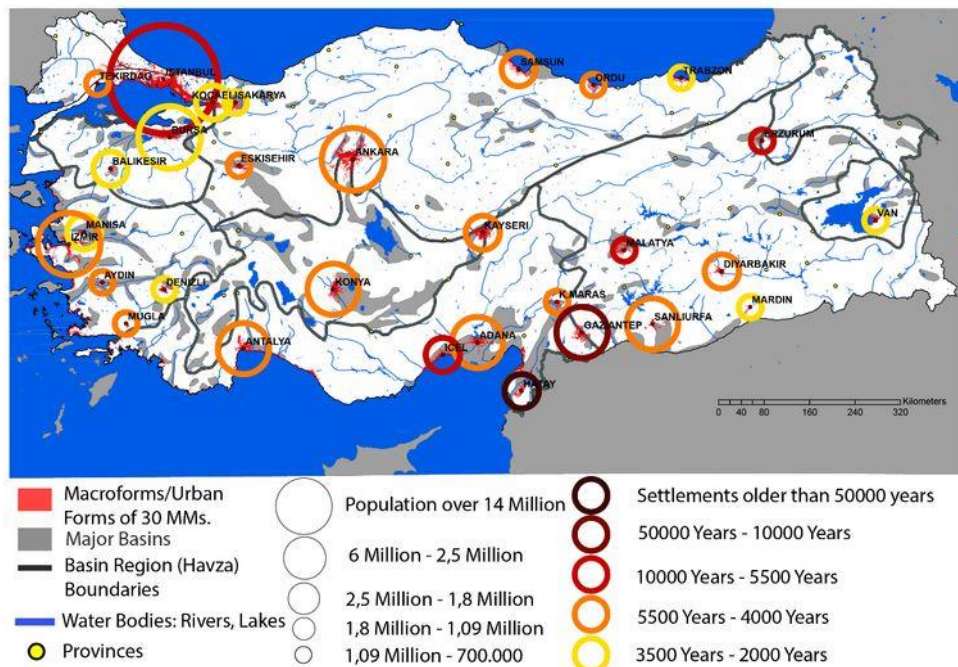 TEKIRDAG
ISTANBUL
KOCAELI
SAKARYA
BURSA
BALIKESIR
ESKISEHIR
ANKARA
SAMSUN
ORDU
TRABZON
ERZURUM
VAN
MANISA
IZMIR
AYDIN
DENIZLI
MUGLA
ANTALYA
KONYA
KAYSERI
MALATYA
DIYARBAKIR
MARDIN
K.MARAS
GAZIANTEP
SANLIURFA
ICEL
ADANA
HATAY
Kilometers
0 40 80 160 240 320
Macroforms/Urban
Forms of 30 MMs.
Major Basins
Basin Region (Havza)
Boundaries
Water Bodies: Rivers, Lakes
Provinces
Population over 14 Million
6 Million - 2,5 Million
2,5 Million - 1,8 Million
1,8 Million - 1,09 Million
1,09 Million - 700.000
Settlements older than 50000 years
50000 Years - 10000 Years
10000 Years - 5500 Years
5500 Years - 4000 Years
3500 Years - 2000 Years